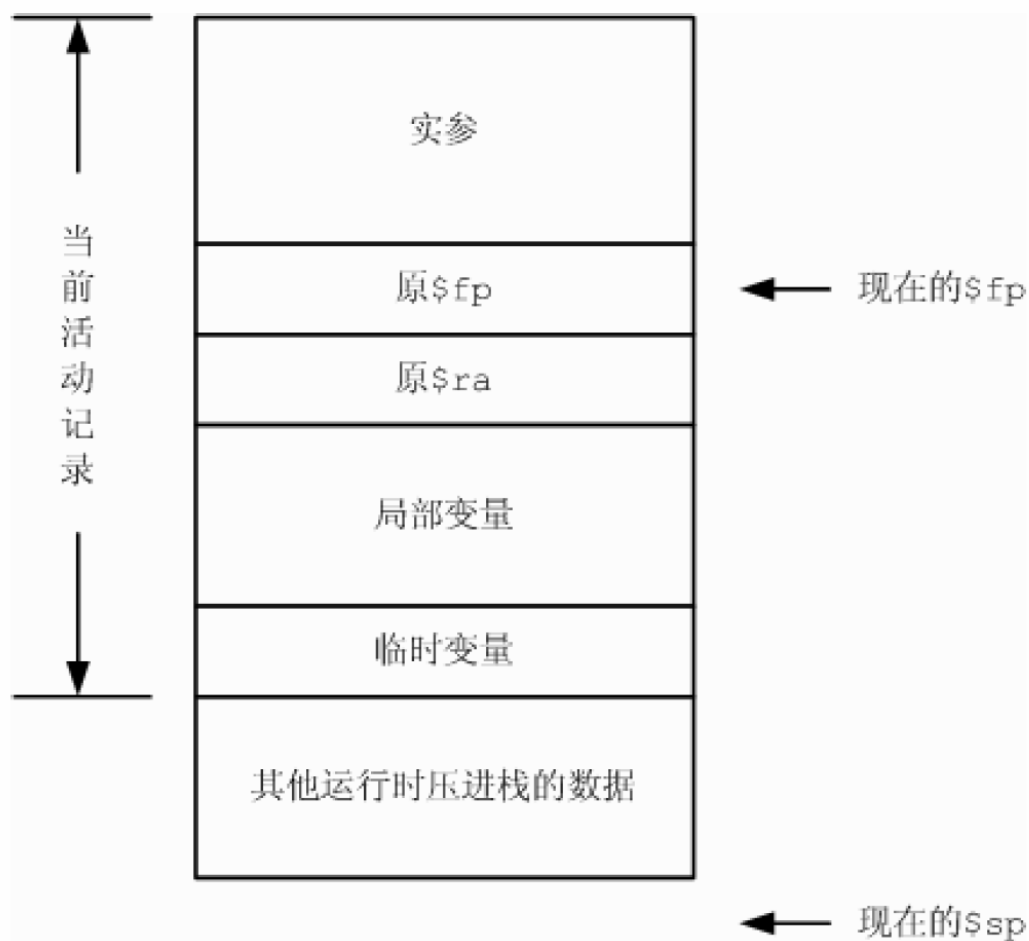 实参
当前活动记录
原$fp
现在的$fp
原$ra
局部变量
临时变量
其他运行时压进栈的数据
现在的$sp